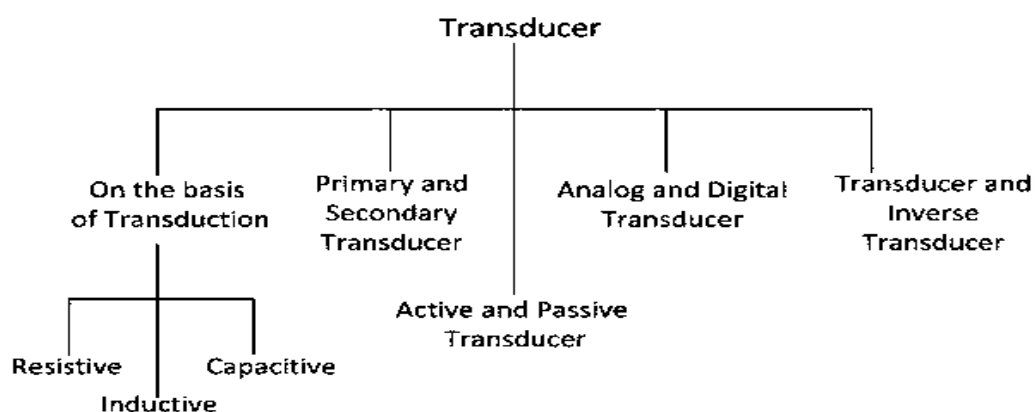 Transducer
On the basis
of Transduction
Primary and
Secondary
Transducer
Analog and Digital
Transducer
Transducer and
Inverse
Transducer
Active and Passive
Transducer
Resistive
Capacitive
Inductive